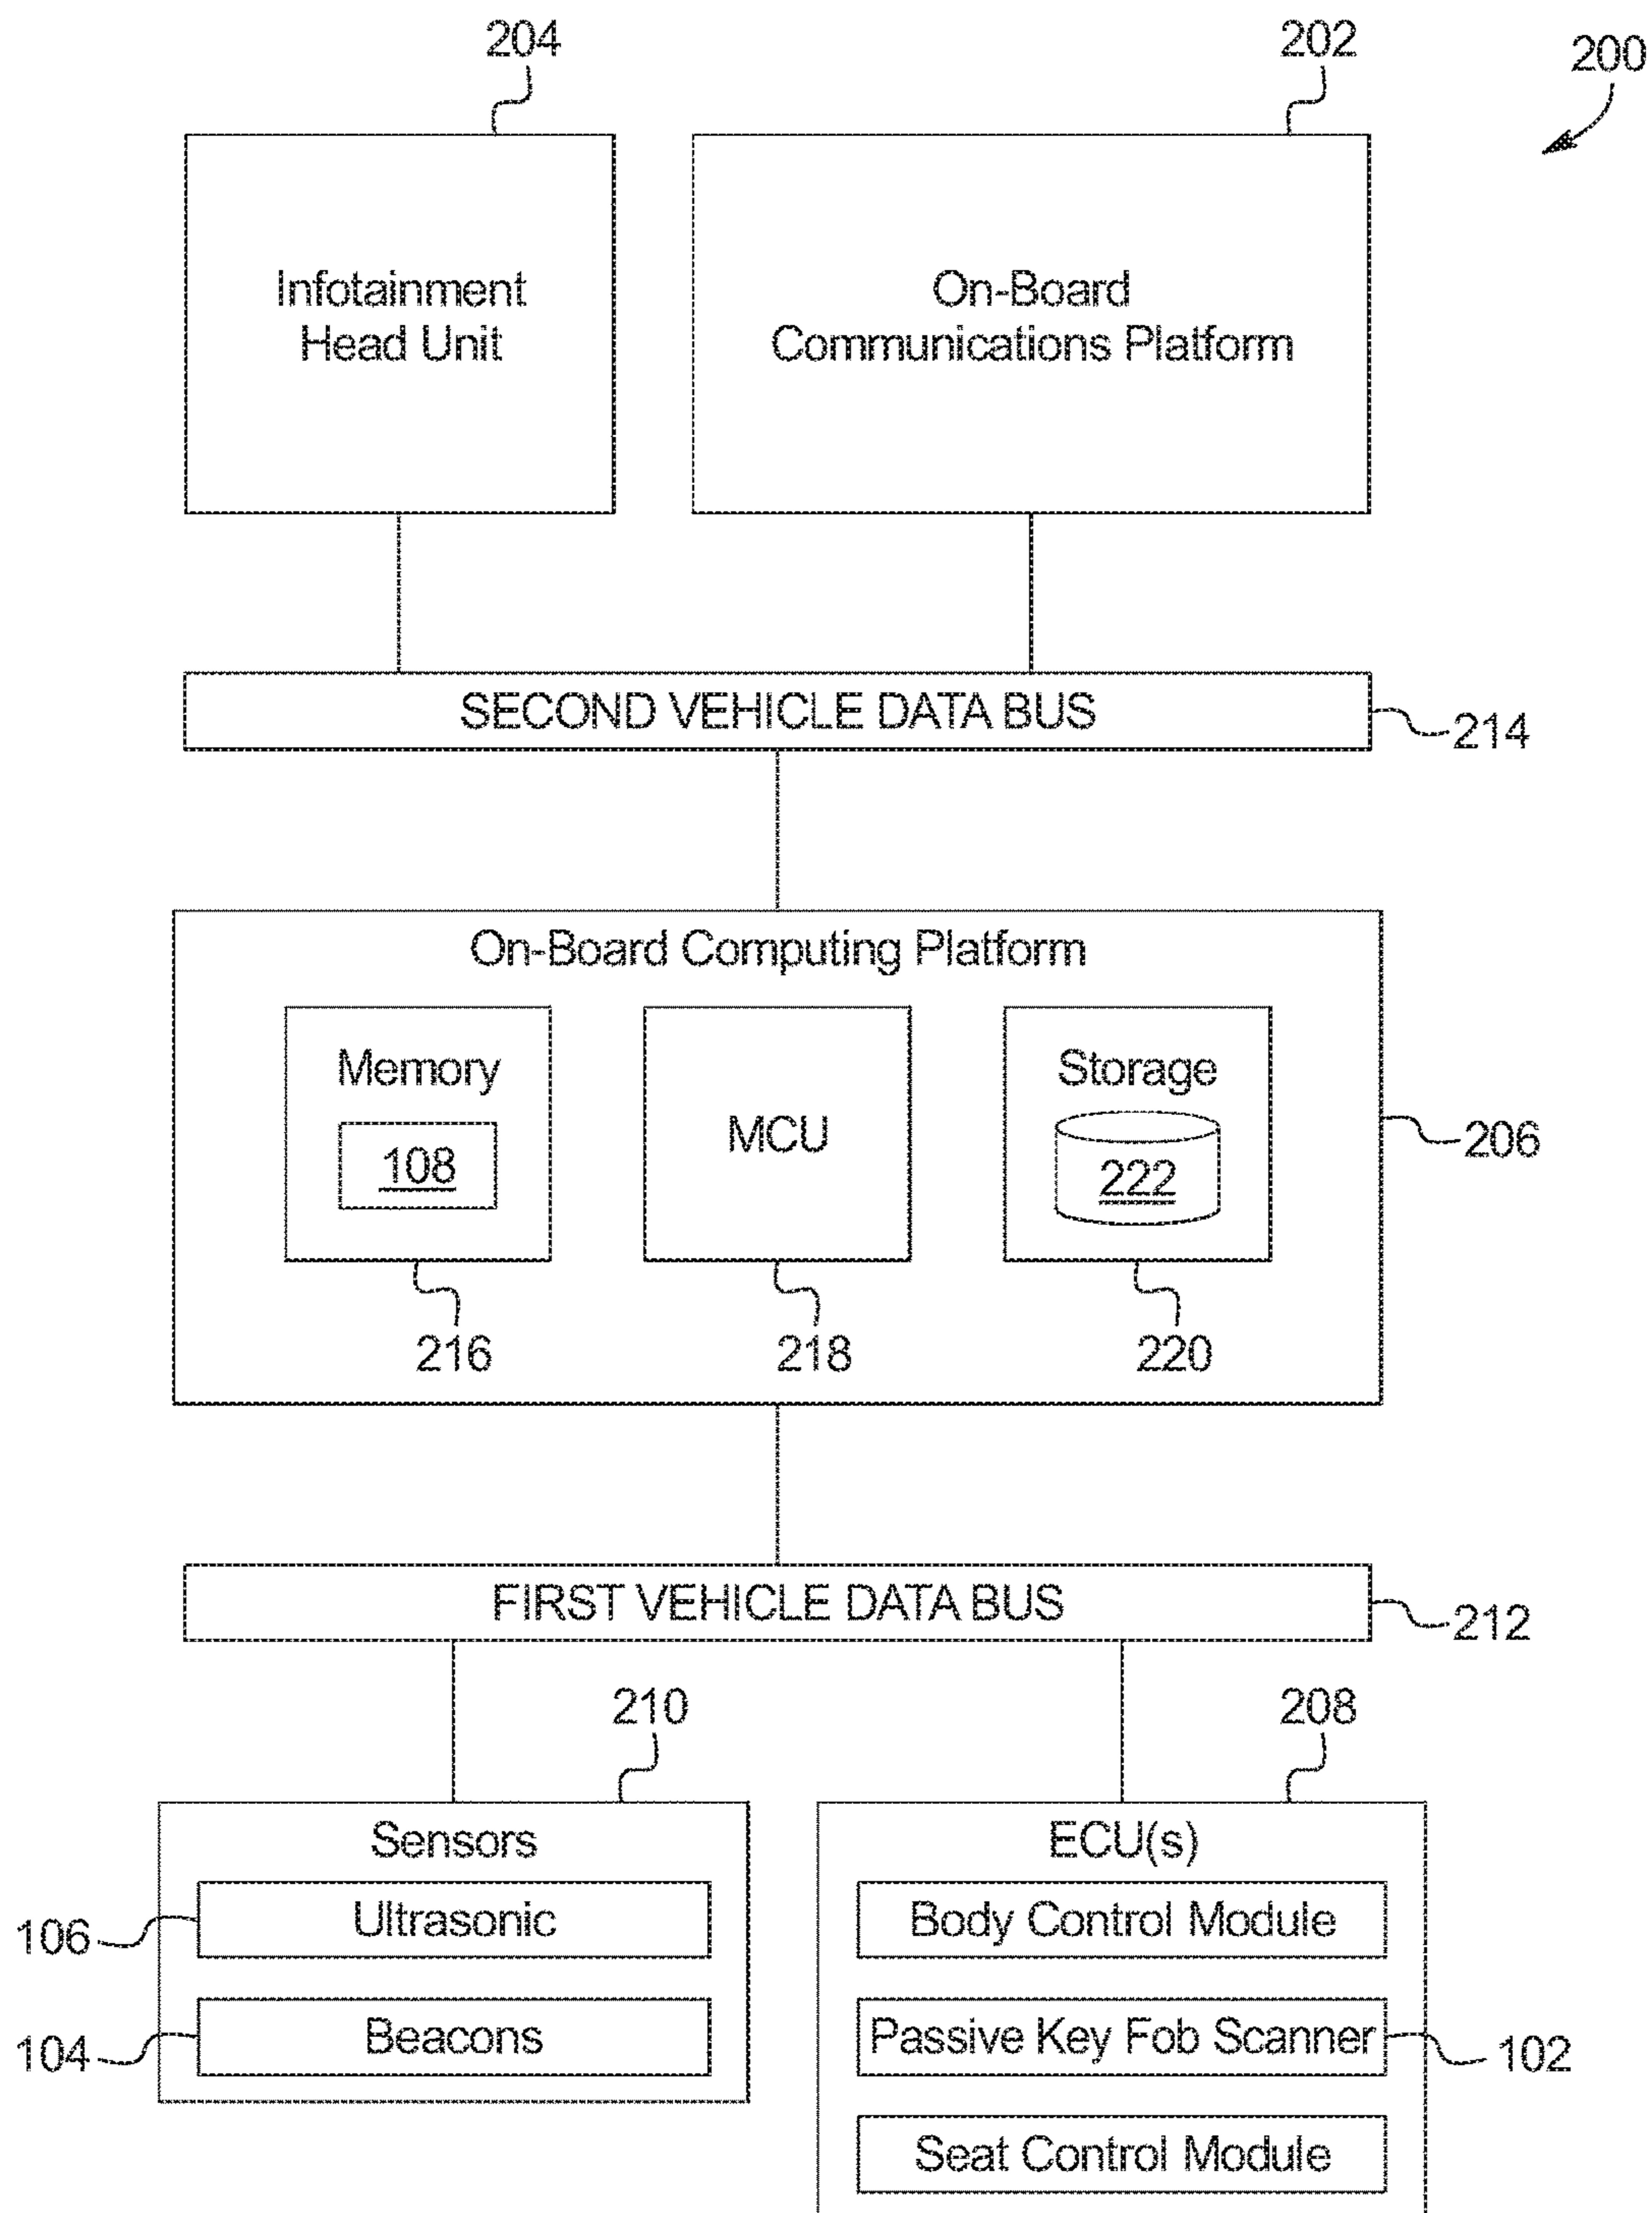 204
202
200
Infotainment
Head Unit
On-Board
Communications Platform
SECOND VEHICLE DATA BUS
214
On-Board Computing Platform
Memory
108
MCU
Storage
222
206
216
218
220
FIRST VEHICLE DATA BUS
212
210
208
Sensors
Ultrasonic
106
Beacons
104
ECU(s)
Body Control Module
Passive Key Fob Scanner
102
Seat Control Module